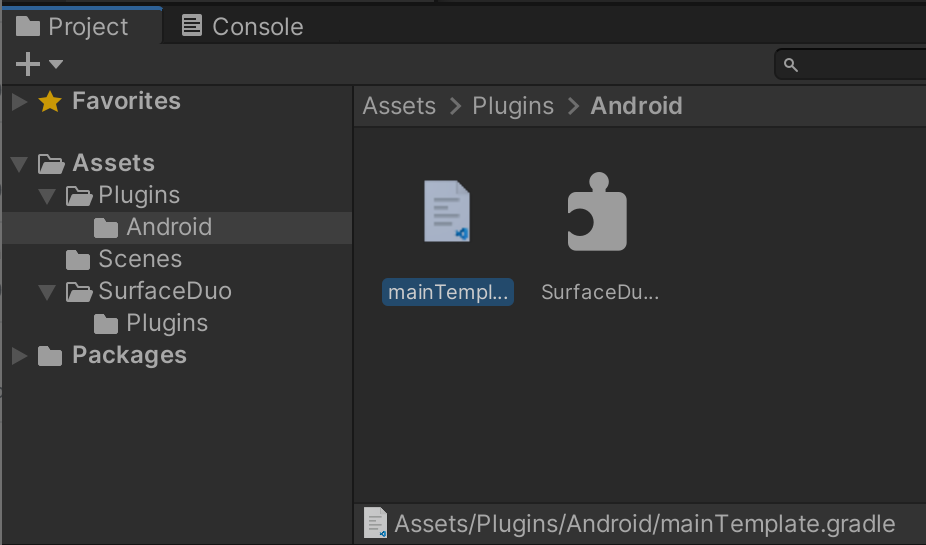 Project
Console
Favorites
Assets
Plugins
Android
Scenes
SurfaceDuo
Plugins
Packages
Assets > Plugins > Android
mainTempl...
SurfaceDu...
Assets/Plugins/Android/mainTemplate.gradle